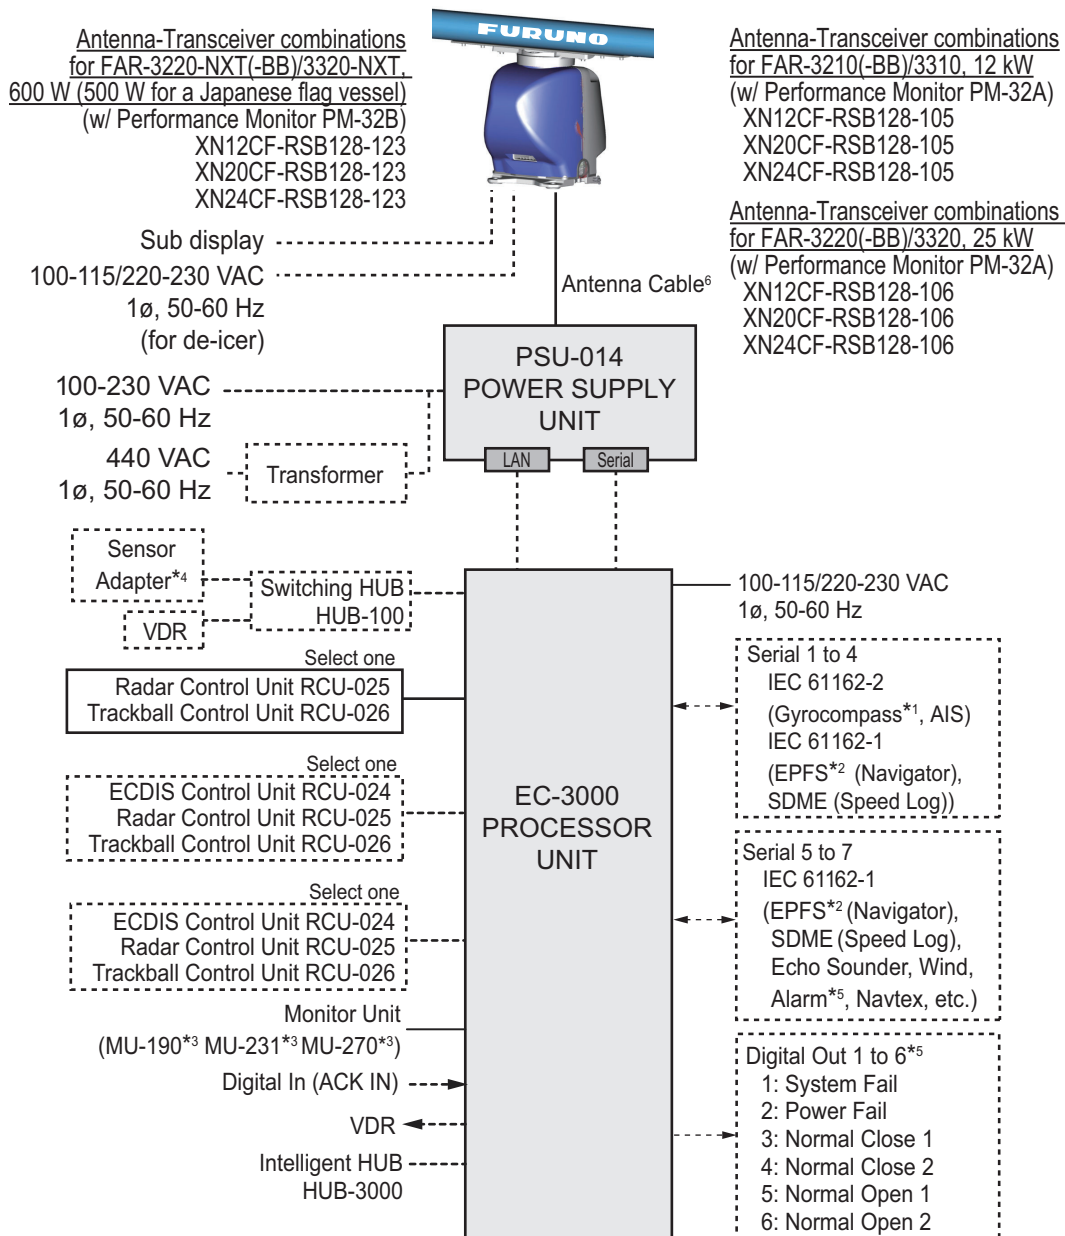 FURUNO
Antenna-Transceiver combinations
for FAR-3220-NXT(-BB)/3320-NXT,
600 W (500 W for a Japanese flag vessel)
(w/ Performance Monitor PM-32B)
XN12CF-RSB128-123
XN20CF-RSB128-123
XN24CF-RSB128-123
Antenna-Transceiver combinations
for FAR-3210(-BB)/3310, 12 kW
(w/ Performance Monitor PM-32A)
XN12CF-RSB128-105
XN20CF-RSB128-105
XN24CF-RSB128-105
Antenna-Transceiver combinations
for FAR-3220(-BB)/3320, 25 kW
(w/ Performance Monitor PM-32A)
XN12CF-RSB128-106
XN20CF-RSB128-106
XN24CF-RSB128-106
Sub display
100-115/220-230 VAC
1ø, 50-60 Hz
(for de-icer)
Antenna Cable⁶
PSU-014
POWER SUPPLY
UNIT
LAN
Serial
100-230 VAC
1ø, 50-60 Hz
440 VAC
1ø, 50-60 Hz
Transformer
Sensor
Adapter*⁴
VDR
Switching HUB
HUB-100
Select one
Radar Control Unit RCU-025
Trackball Control Unit RCU-026
Select one
ECDIS Control Unit RCU-024
Radar Control Unit RCU-025
Trackball Control Unit RCU-026
Select one
ECDIS Control Unit RCU-024
Radar Control Unit RCU-025
Trackball Control Unit RCU-026
Monitor Unit
(MU-190*³ MU-231*³ MU-270*³)
Digital In (ACK IN)
VDR
Intelligent HUB
HUB-3000
EC-3000
PROCESSOR
UNIT
100-115/220-230 VAC
1ø, 50-60 Hz
Serial 1 to 4
IEC 61162-2
(Gyrocompass*¹, AIS)
IEC 61162-1
(EPFS*² (Navigator),
SDME (Speed Log))
Serial 5 to 7
IEC 61162-1
(EPFS*² (Navigator),
SDME (Speed Log),
Echo Sounder, Wind,
Alarm*⁵, Navtex, etc.)
Digital Out 1 to 6*⁵
1: System Fail
2: Power Fail
3: Normal Close 1
4: Normal Close 2
5: Normal Open 1
6: Normal Open 2